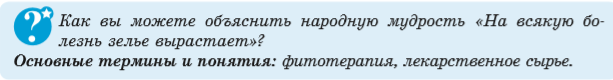 Как вы можете объяснить народную мудрость «На всякую бо-
лезнь зелье вырастает»?
Основные термины и понятия: фитотерапия, лекарственное сырье.